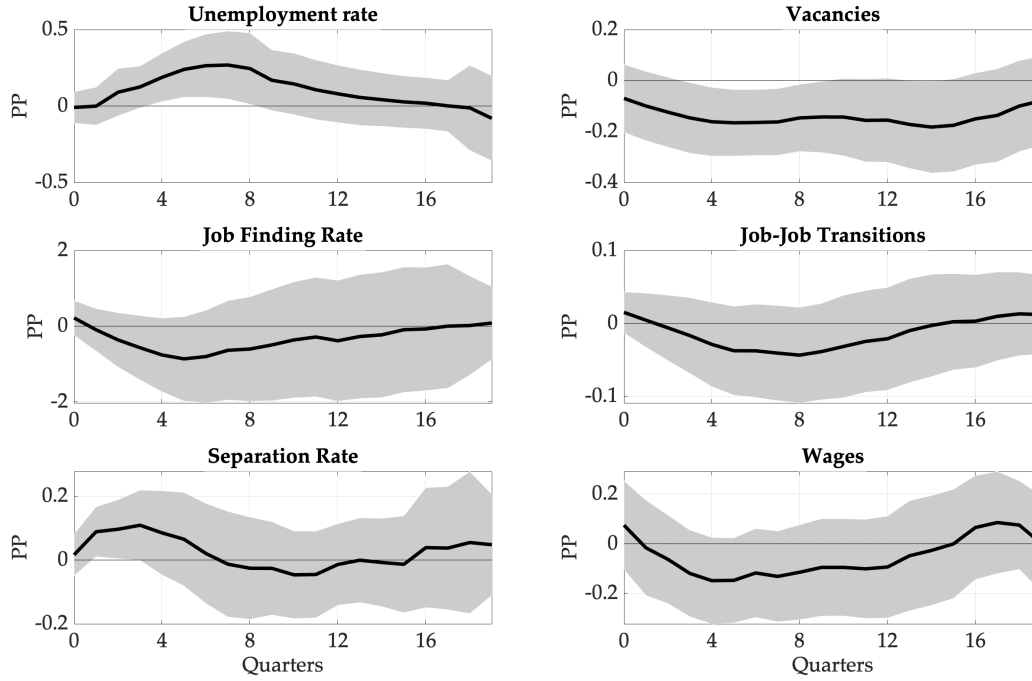 Unemployment rate
0.5
0
-0.5
PP
0 4 8 12 16
Vacancies
0.2
0
-0.2
-0.4
PP
0 4 8 12 16
Job Finding Rate
2
0
-2
PP
0 4 8 12 16
Job-Job Transitions
0.1
0
-0.1
PP
0 4 8 12 16
Separation Rate
0.2
0
-0.2
PP
0 4 8 12 16
Quarters
Wages
0.2
0
-0.2
PP
0 4 8 12 16
Quarters